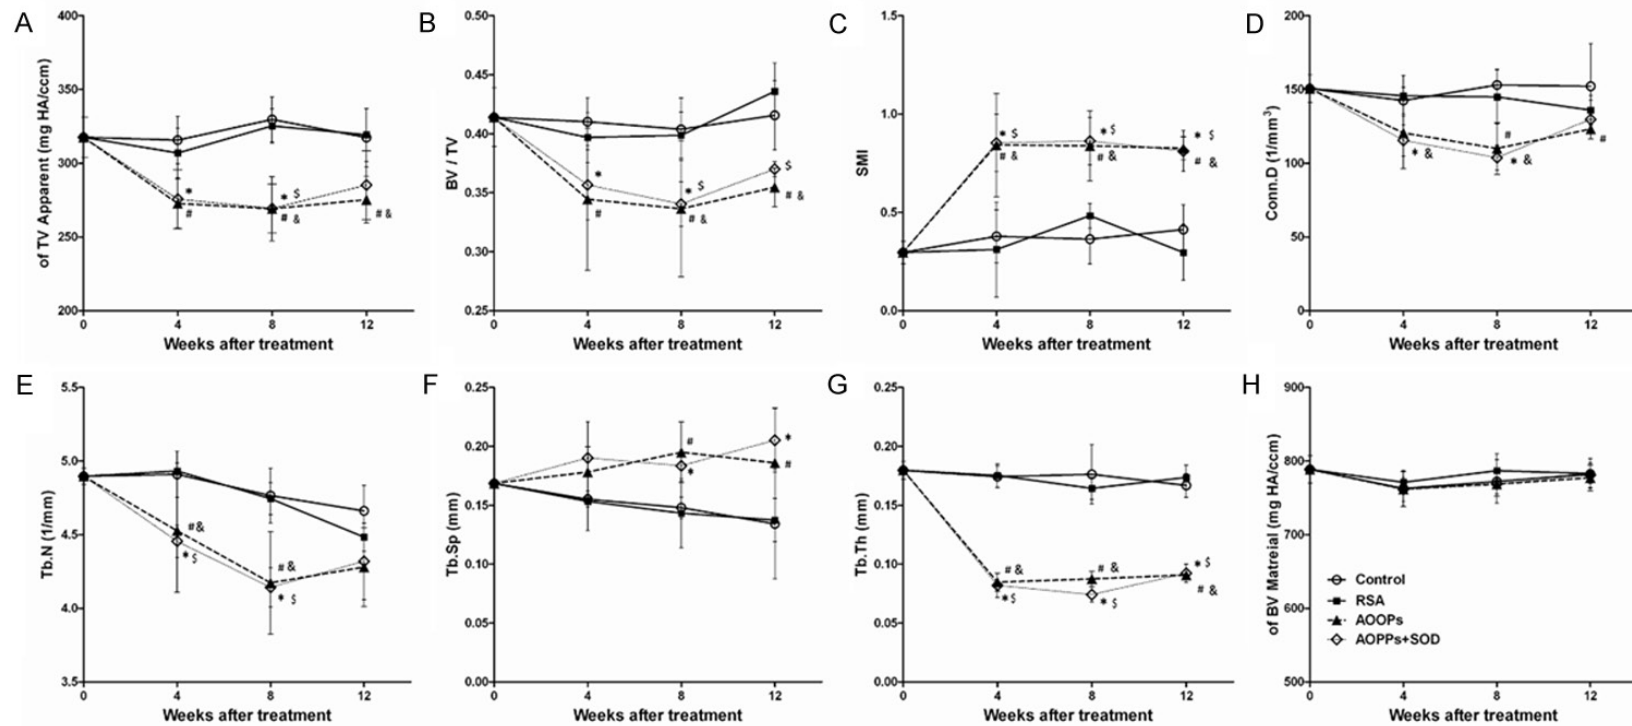 A
of TV Apparent (mg HA/ccm)
400
350
300
250
200
* 
#
* $
# &
# &
0 4 8 12
Weeks after treatment
B
BV / TV
0.50
0.45
0.40
0.35
0.30
0.25
*
#
* $
# &
$
# &
0 4 8 12
Weeks after treatment
C
SMI
1.5
1.0
0.5
0.0
* $
# &
* $
# &
* $
# &
0 4 8 12
Weeks after treatment
D
Conn.D (1/mm³)
200
150
100
50
0
* &
#
* &
#
0 4 8 12
Weeks after treatment
E
Tb.N (1/mm)
5.5
5.0
4.5
4.0
3.5
# &
* $
# &
* $
0 4 8 12
Weeks after treatment
F
Tb.Sp (mm)
0.25
0.20
0.15
0.10
0.05
0.00
#
*
*
#
0 4 8 12
Weeks after treatment
G
Tb.Th (mm)
0.25
0.20
0.15
0.10
0.05
0.00
# &
* $
# &
* $
* $
# &
0 4 8 12
Weeks after treatment
H
of BV Matreial (mg HA/ccm)
900
800
700
600
500
Control
RSA
AOOPs
AOPPs+SOD
0 4 8 12
Weeks after treatment